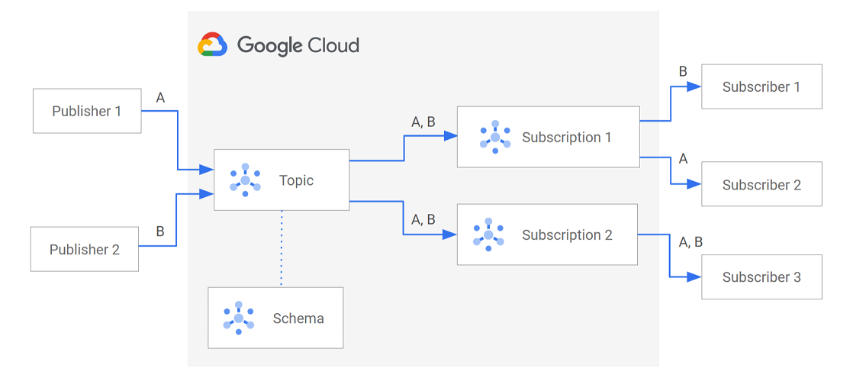 Google Cloud
Publisher 1
A
Publisher 2
B
Topic
Schema
A, B
A, B
Subscription 1
Subscription 2
B
A
A, B
Subscriber 1
Subscriber 2
Subscriber 3